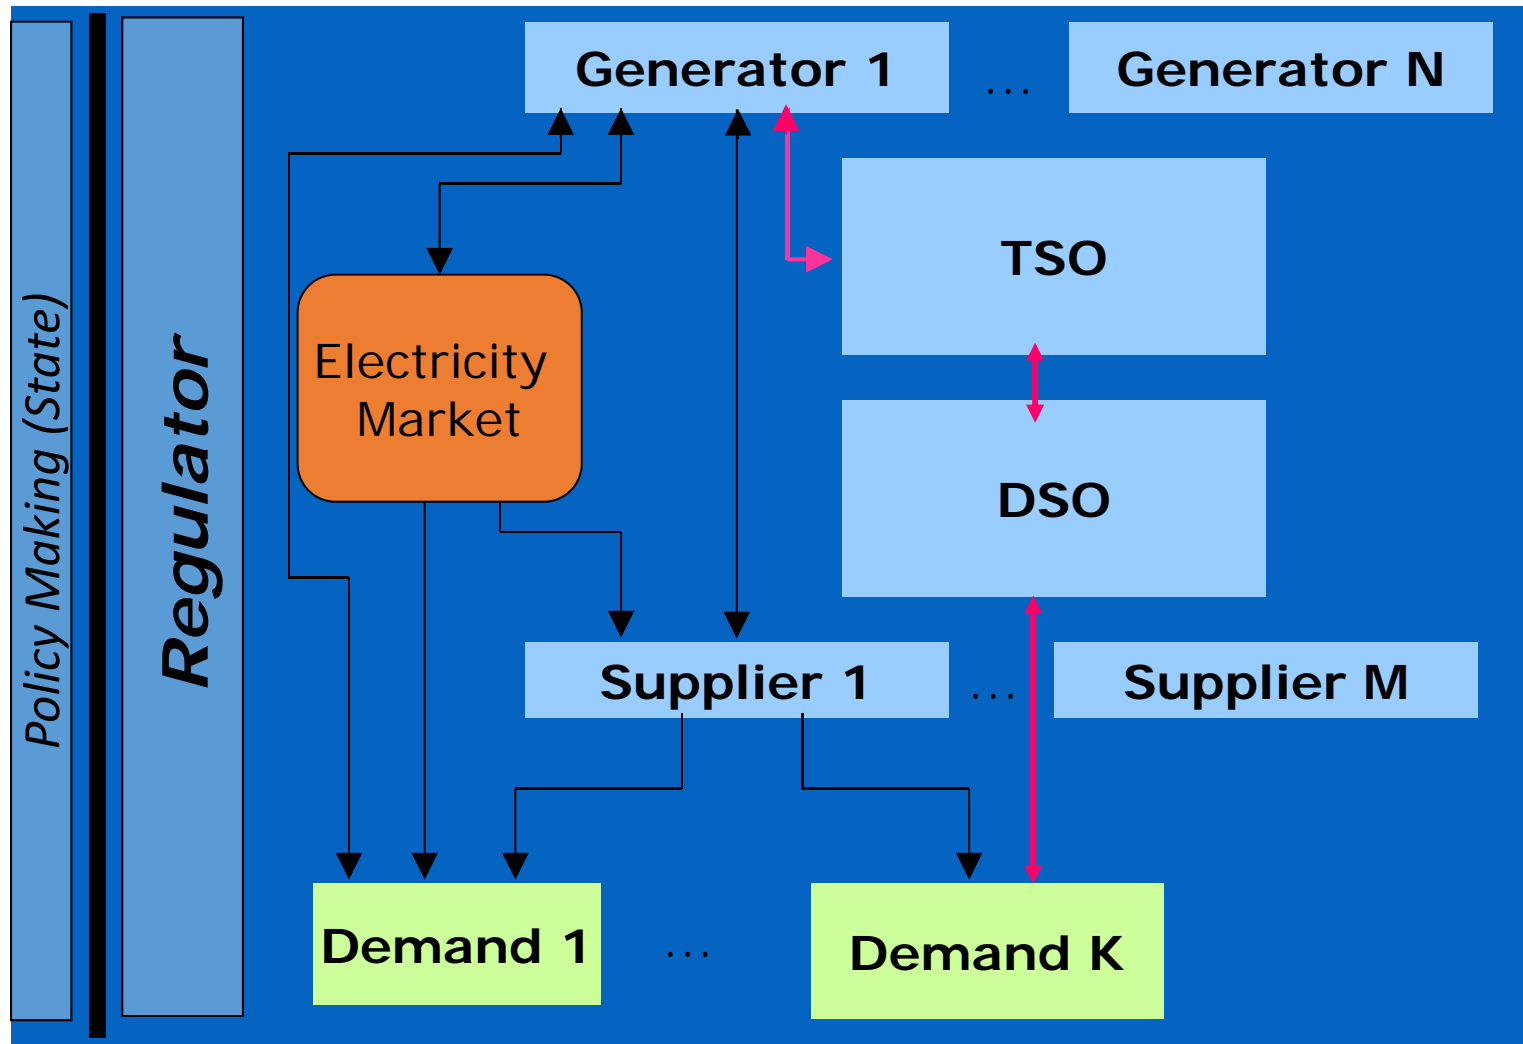 Policy Making (State)
Regulator
Generator 1
...
Generator N
TSO
Electricity
Market
DSO
Supplier 1
...
Supplier M
Demand 1
...
Demand K